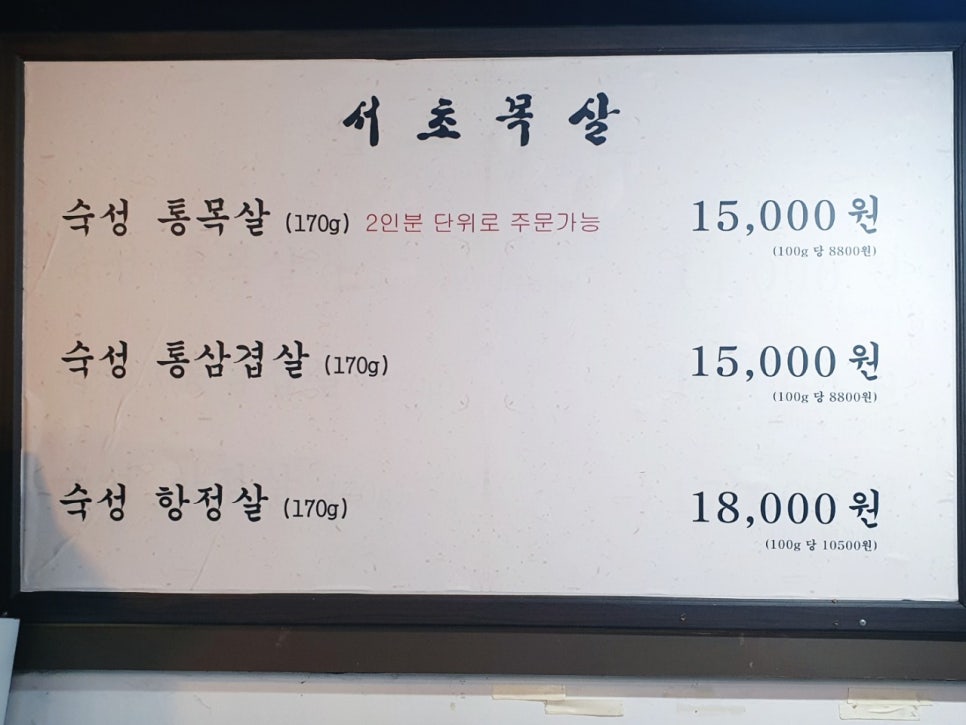 서초목살
숙성 통목살 (170g) 2인분 단위로 주문가능 15,000원
(100g 당 8800원)
숙성 통삼겹살 (170g) 15,000원
(100g 당 8800원)
숙성 항정살 (170g) 18,000원
(100g 당 10500원)